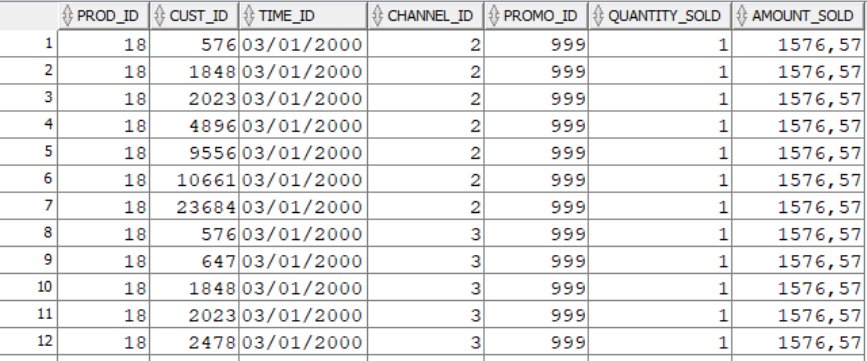 PROD_ID CUST_ID TIME_ID CHANNEL_ID PROMO_ID QUANTITY_SOLD AMOUNT_SOLD
1 18 576 03/01/2000 2 999 1 1576,57
2 18 1848 03/01/2000 2 999 1 1576,57
3 18 2023 03/01/2000 2 999 1 1576,57
4 18 4896 03/01/2000 2 999 1 1576,57
5 18 9556 03/01/2000 2 999 1 1576,57
6 18 10661 03/01/2000 2 999 1 1576,57
7 18 23684 03/01/2000 2 999 1 1576,57
8 18 576 03/01/2000 3 999 1 1576,57
9 18 647 03/01/2000 3 999 1 1576,57
10 18 1848 03/01/2000 3 999 1 1576,57
11 18 2023 03/01/2000 3 999 1 1576,57
12 18 2478 03/01/2000 3 999 1 1576,57